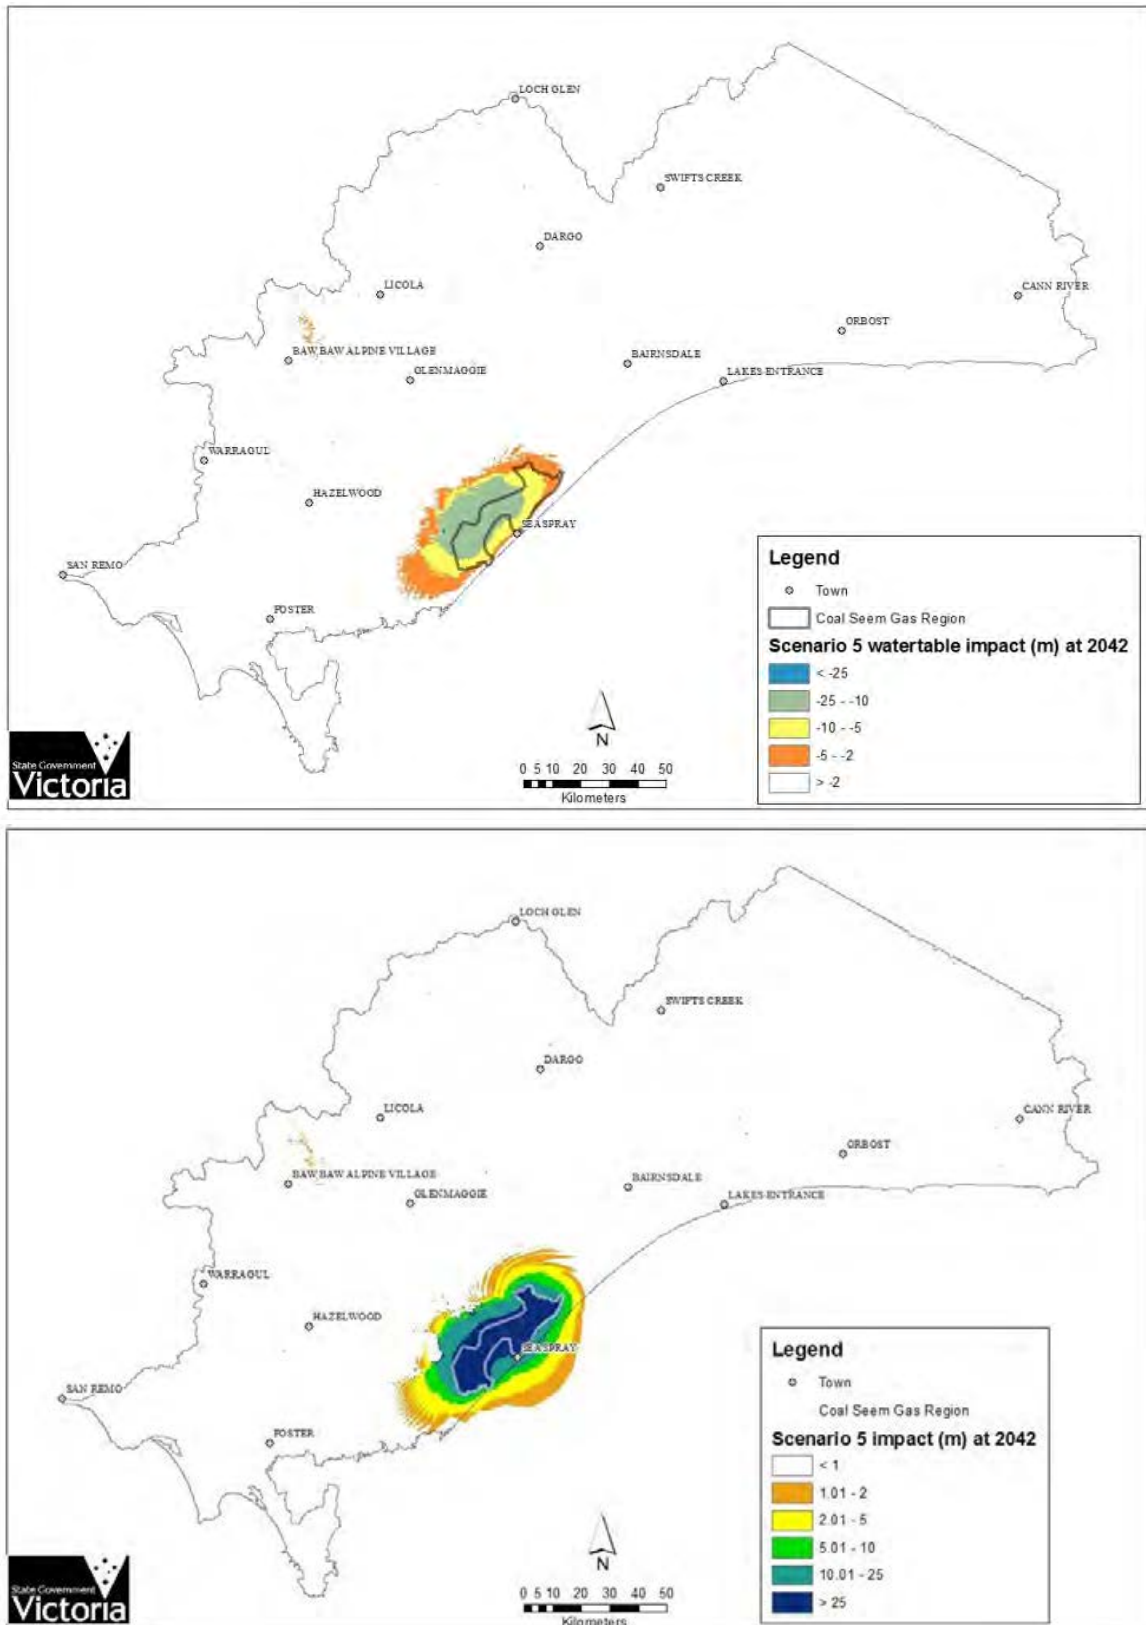 LOCH GLEN
SWIFTS CREEK
DARGO
LICOLA
CANN RIVER
ORBOST
BAW BAW ALPINE VILLAGE
BAIRNSDALE
GLENMAGGIE
LAKES ENTRANCE
WARRAGUL
HAZELWOOD
SEASPRAY
SAN REMO
FOSTER
Legend
Town
Coal Seem Gas Region
Scenario 5 watertable impact (m) at 2042
< -25
-25 - -10
-10 - -5
-5 - -2
> -2
N
0 5 10 20 30 40 50
Kilometers
State Government
Victoria
LOCH GLEN
SWIFTS CREEK
DARGO
LICOLA
CANN RIVER
ORBOST
BAW BAW ALPINE VILLAGE
BAIRNSDALE
GLENMAGGIE
LAKES ENTRANCE
WARRAGUL
HAZELWOOD
SEASPRAY
SAN REMO
FOSTER
Legend
Town
Coal Seem Gas Region
Scenario 5 impact (m) at 2042
< 1
1.01 - 2
2.01 - 5
5.01 - 10
10.01 - 25
> 25
N
0 5 10 20 30 40 50
Kilometers
State Government
Victoria